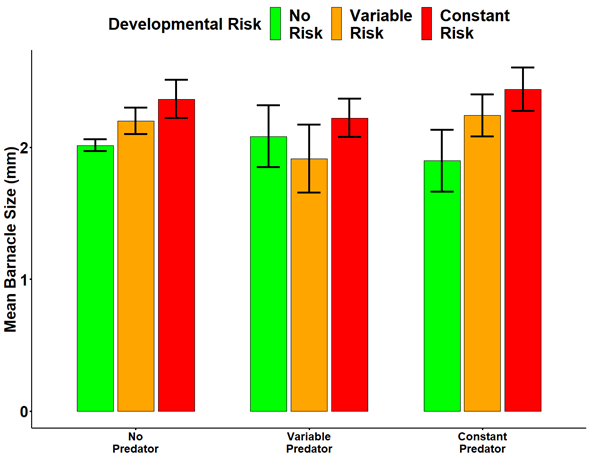 Developmental Risk
No Risk
Variable Risk
Constant Risk
Mean Barnacle Size (mm)
2
1
0
No Predator
Variable Predator
Constant Predator